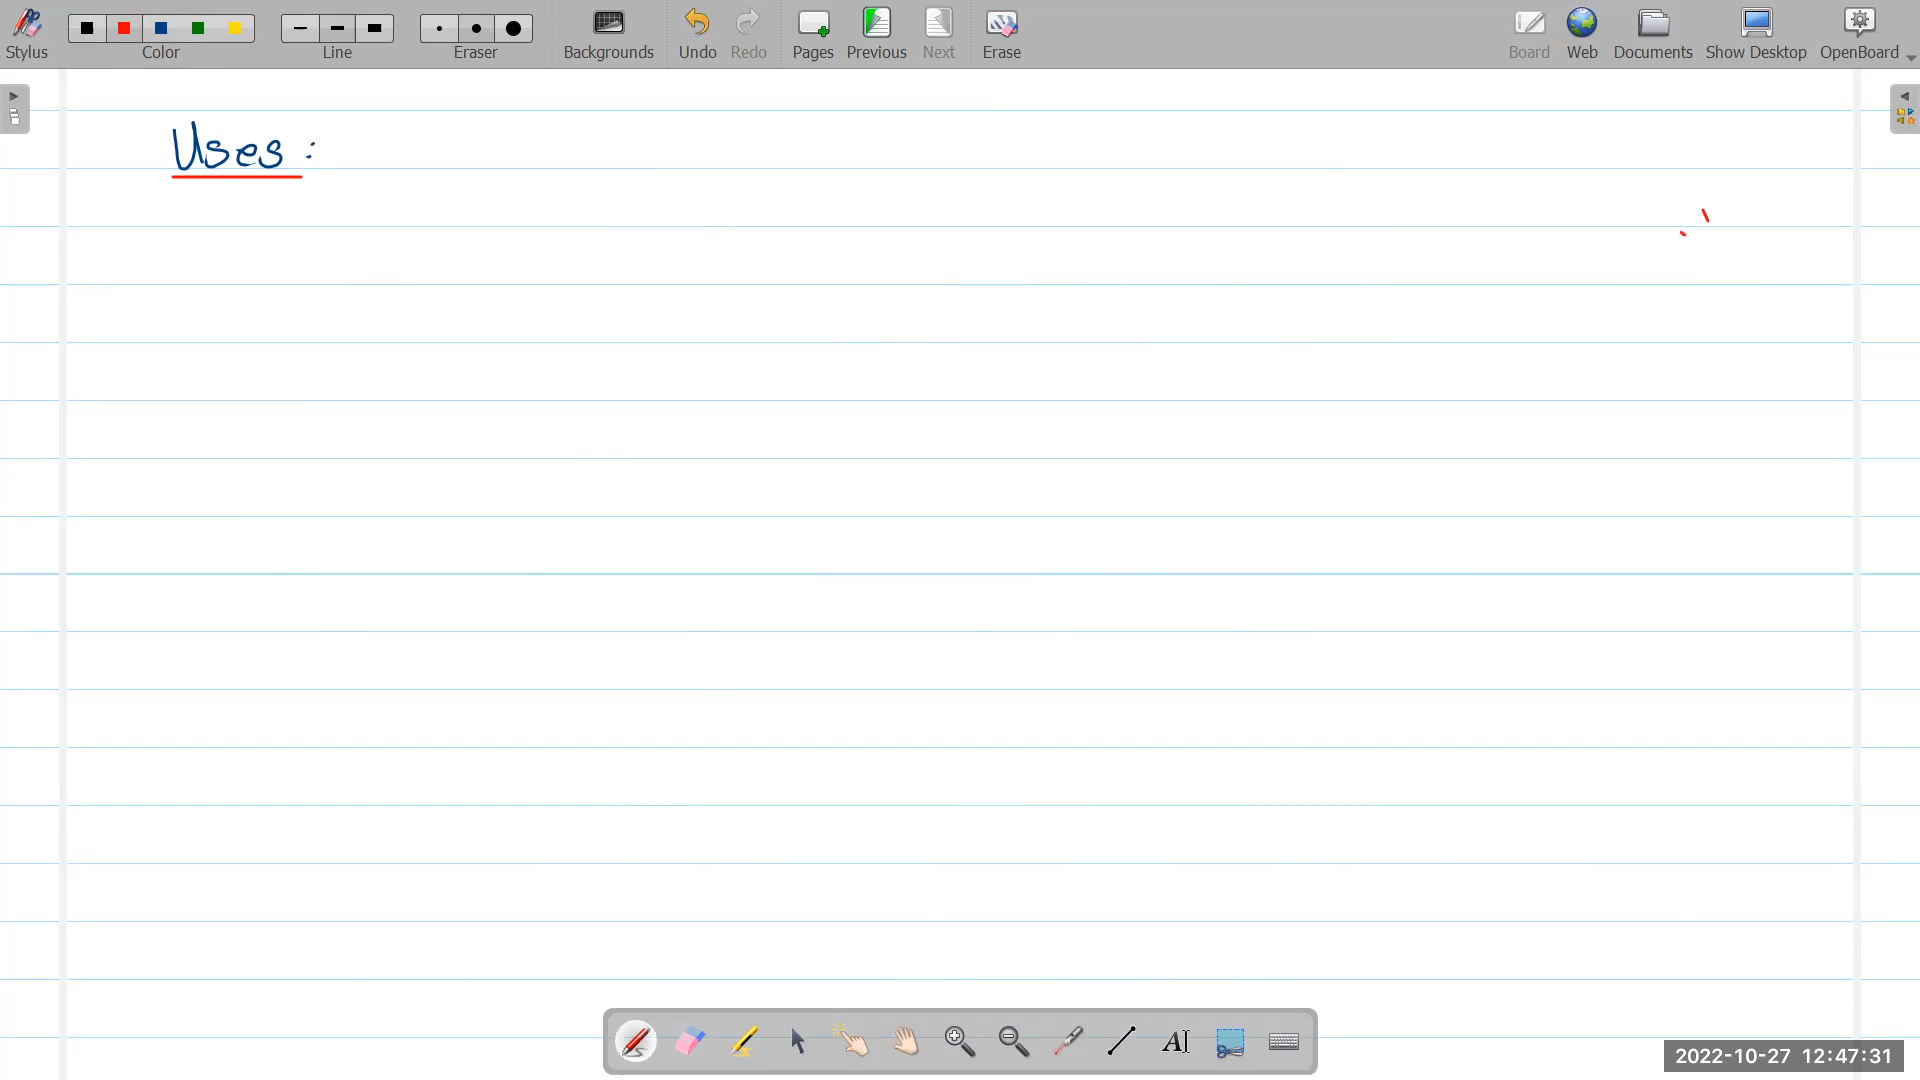 Stylus Color Line Eraser Backgrounds Undo Redo Pages Previous Next Erase Board Web Documents Show Desktop OpenBoard
Uses :
AI
2022-10-27 12:47:31